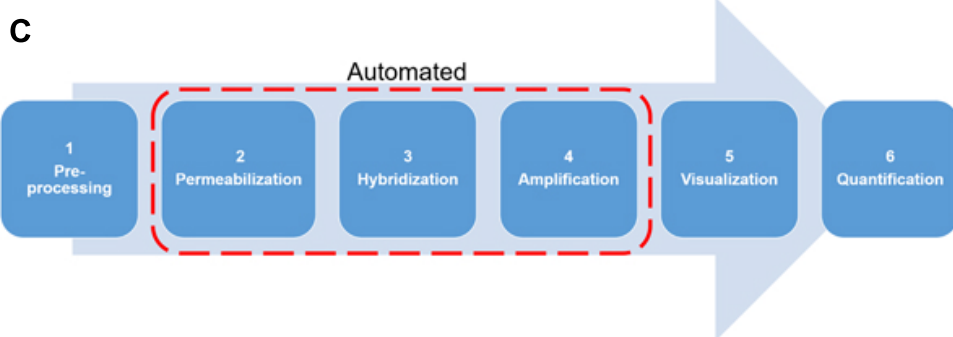 C
Automated
1
Pre-
processing
2
Permeabilization
3
Hybridization
4
Amplification
5
Visualization
6
Quantification